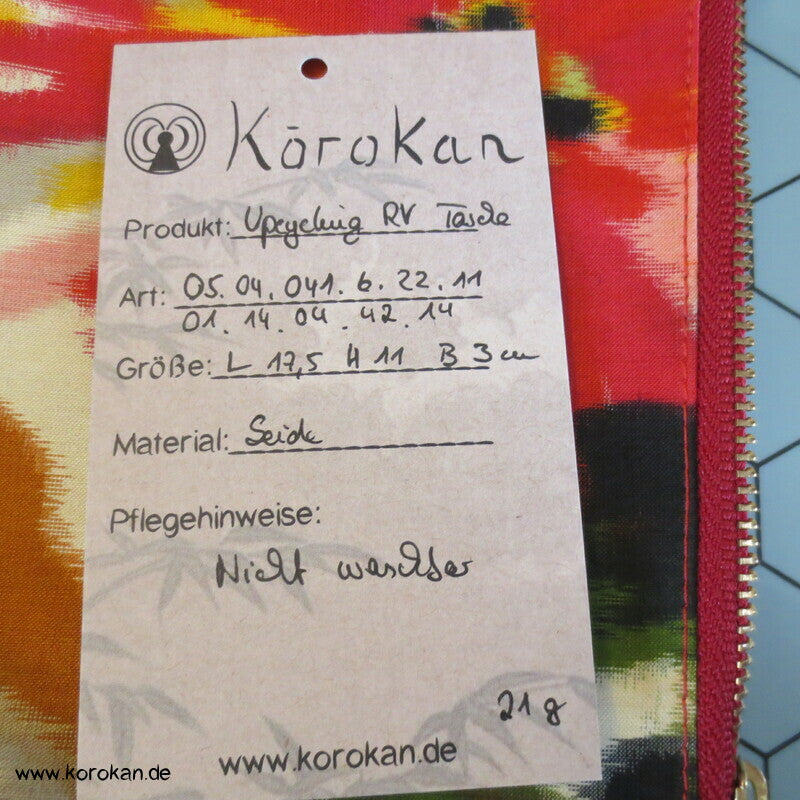 Kōrokan
Produkt: Upcycling RV Tasche
Art: 05.04.041.6.22.11
01.14.04.42.14
Größe: L 17,5 H 11 B 3 cm
Material: Seide
Pflegehinweise:
Nicht waschbar
21 g
www.korokan.de
www.korokan.de